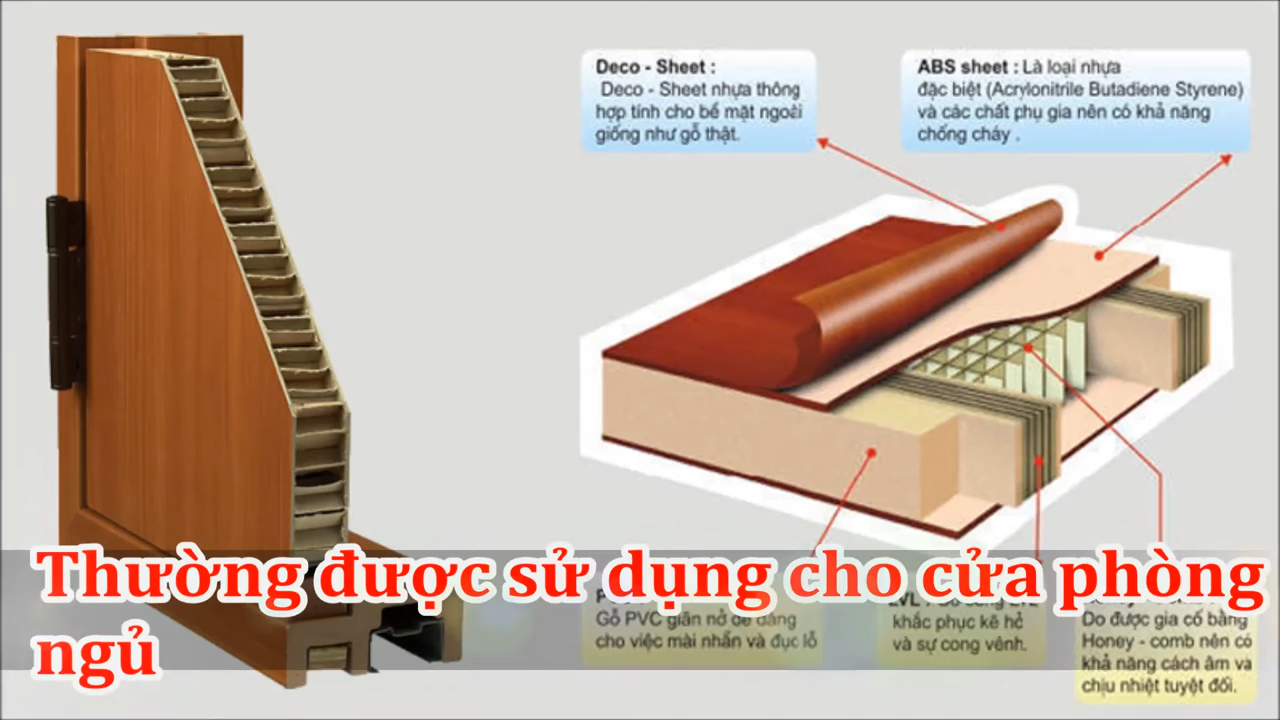 Deco - Sheet :
Deco - Sheet nhựa thông
hợp tính cho bề mặt ngoài
giống như gỗ thật.
ABS sheet : Là loại nhựa
đặc biệt (Acrylonitrile Butadiene Styrene)
và các chất phụ gia nên có khả năng
chống cháy .
Thường được sử dụng cho cửa phòng
ngủ
Gỗ PVC giãn nở dễ dàng
cho việc mài nhẵn và đục lỗ
khắc phục kẽ hở
và sự cong vênh.
Do được gia cố bằng
Honey - comb nên có
khả năng cách âm và
chịu nhiệt tuyệt đối.